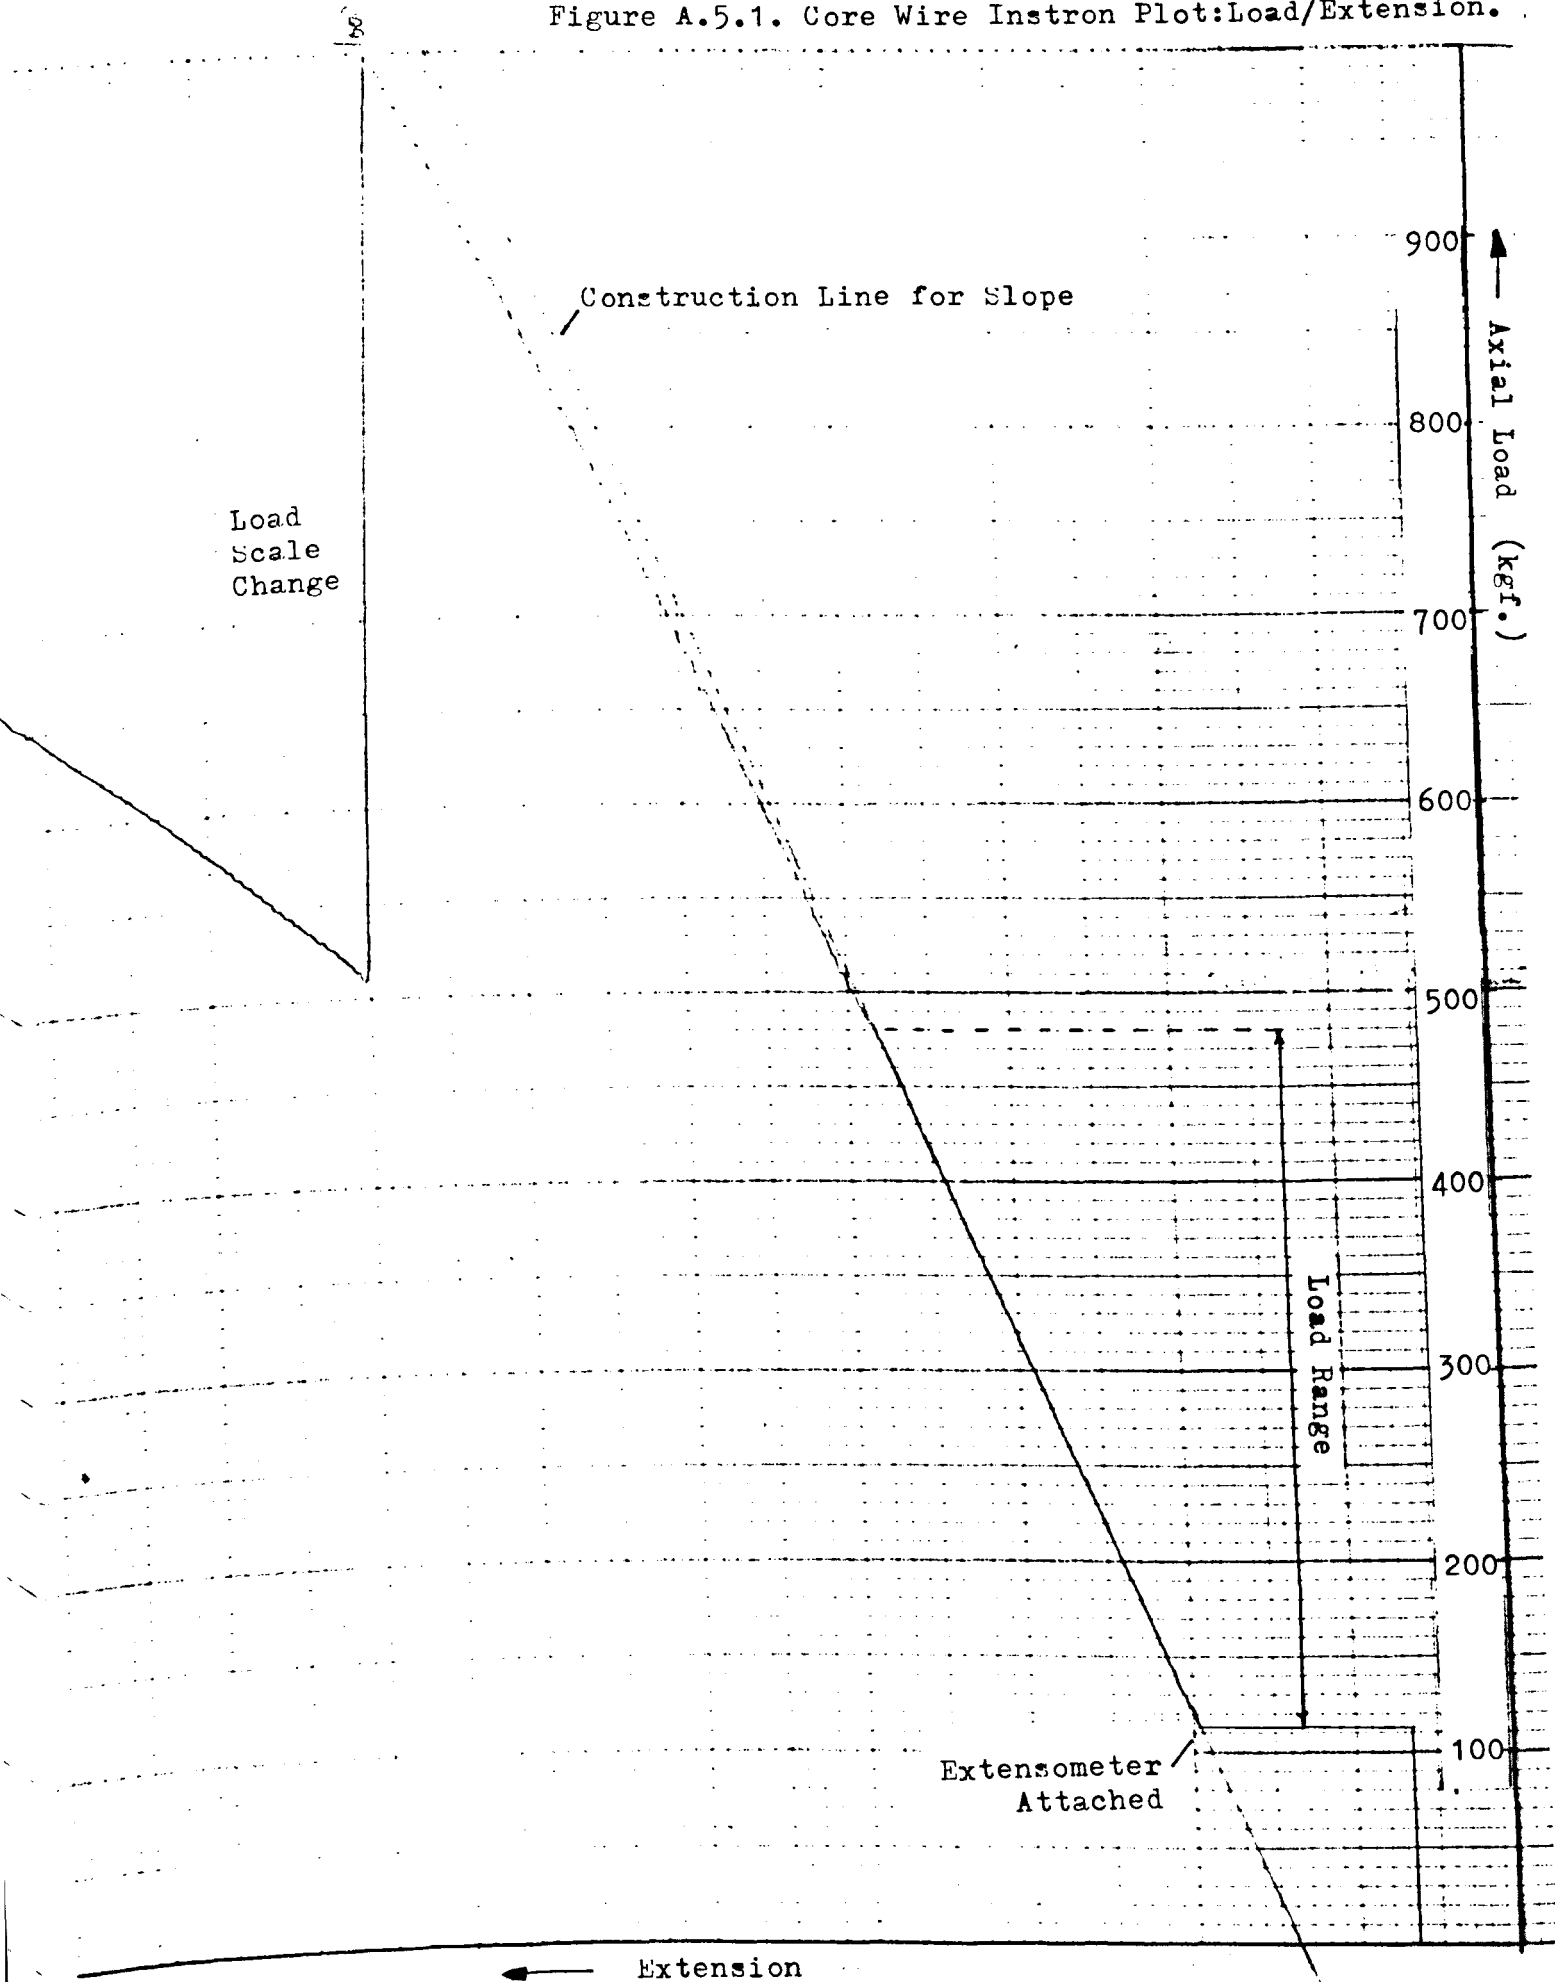 Figure A.5.1. Core Wire Instron Plot:Load/Extension.
900
Construction Line for Slope
Axial Load (kgf.)
800
Load
Scale
Change
700
600
500
400
Load Range
300
200
100
Extensometer
Attached
Extension